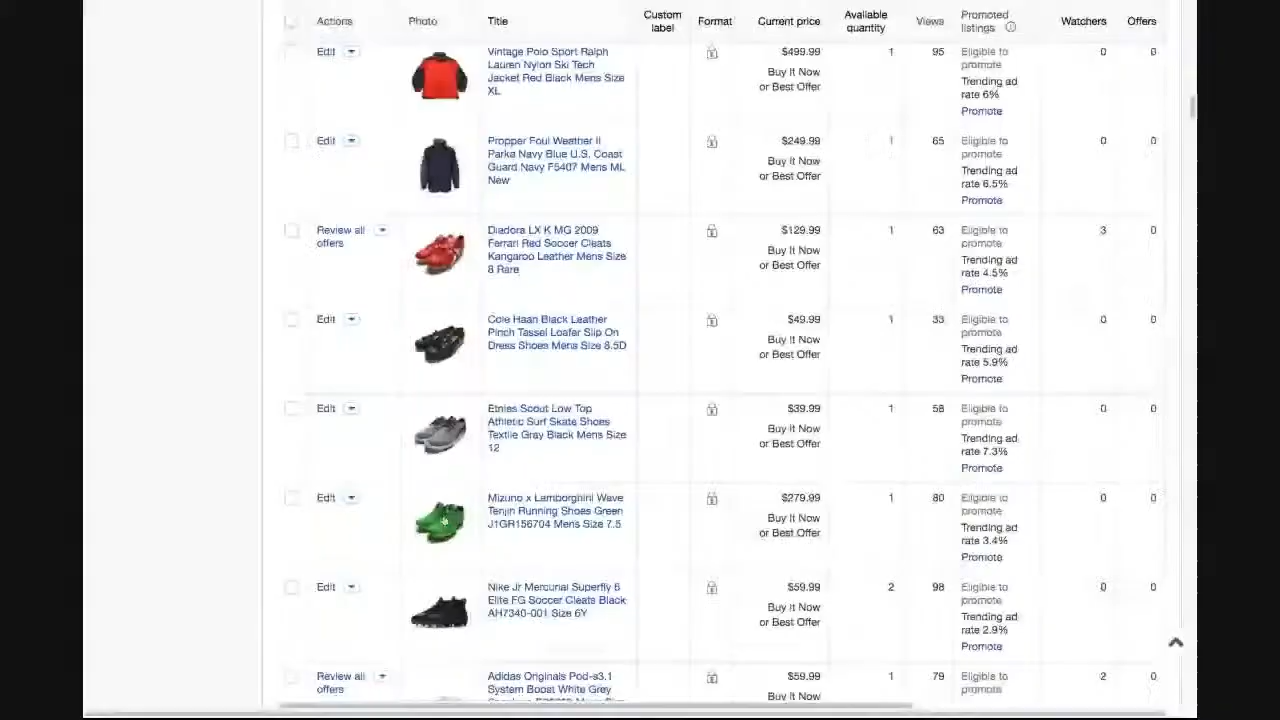 Actions Photo Title Custom label Format Current price Available quantity Views Promoted listings Watchers Offers
Edit Vintage Polo Sport Ralph $499.99 1 95 Eligible to 0 0
Lauren Nylon Ski Tech Buy It Now promote
Jacket Red Black Mens Size or Best Offer Trending ad
XL rate 6%
Promote
Edit Propper Foul Weather II $249.99 1 65 Eligible to 0 0
Parka Navy Blue U.S. Coast Buy It Now promote
Guard Navy F5407 Mens ML or Best Offer Trending ad
New rate 6.5%
Promote
Review all Diadora LX K MG 2009 $129.99 1 63 Eligible to 3 0
offers Ferrari Red Soccer Cleats Buy It Now promote
Kangaroo Leather Mens Size or Best Offer Trending ad
8 Rare rate 4.5%
Promote
Edit Cole Haan Black Leather $49.99 1 33 Eligible to 0 0
Pinch Tassel Loafer Slip On Buy It Now promote
Dress Shoes Mens Size 8.5D or Best Offer Trending ad
rate 5.9%
Promote
Edit Etnies Scout Low Top $39.99 1 58 Eligible to 0 0
Athletic Surf Skate Shoes Buy It Now promote
Textile Gray Black Mens Size or Best Offer Trending ad
12 rate 7.3%
Promote
Edit Mizuno x Lamborghini Wave $279.99 1 80 Eligible to 0 0
Tenjin Running Shoes Green Buy It Now promote
J1GR156704 Mens Size 7.5 or Best Offer Trending ad
rate 3.4%
Promote
Edit Nike Jr Mercurial Superfly 6 $59.99 2 98 Eligible to 0 0
Elite FG Soccer Cleats Black Buy It Now promote
AH7340-001 Size 6Y or Best Offer Trending ad
rate 2.9%
Promote
Review all Adidas Originals Pod-s3.1 $59.99 1 79 Eligible to 2 0
offers System Boost White Grey Buy It Now promote